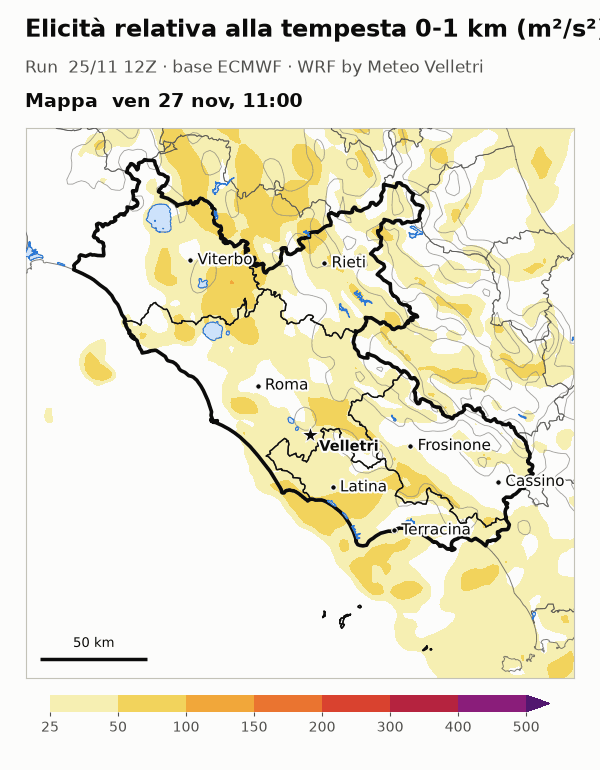 Elicità relativa alla tempesta 0-1 km (m²/s²)
Run 25/11 12Z · base ECMWF · WRF by Meteo Velletri
Mappa ven 27 nov, 11:00
Viterbo
Rieti
Roma
Velletri
Frosinone
Latina
Cassino
Terracina
50 km
25 50 100 150 200 300 400 500